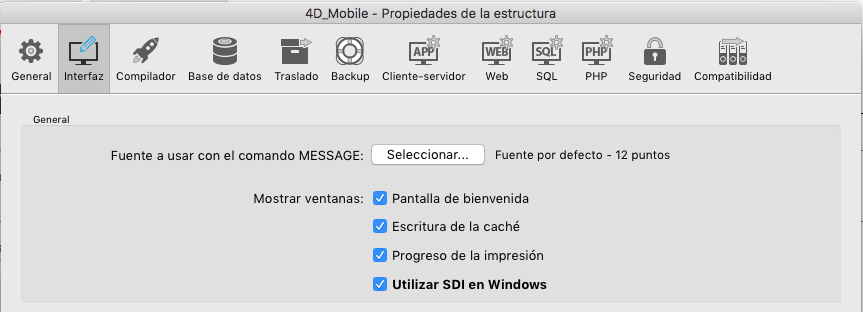 4D_Mobile - Propiedades de la estructura
APP WEB SQL PHP
General Interfaz Compilador Base de datos Traslado Backup Cliente-servidor Web SQL PHP Seguridad Compatibilidad
General
Fuente a usar con el comando MESSAGE: Seleccionar... Fuente por defecto - 12 puntos
Mostrar ventanas: Pantalla de bienvenida
Escritura de la caché
Progreso de la impresión
Utilizar SDI en Windows